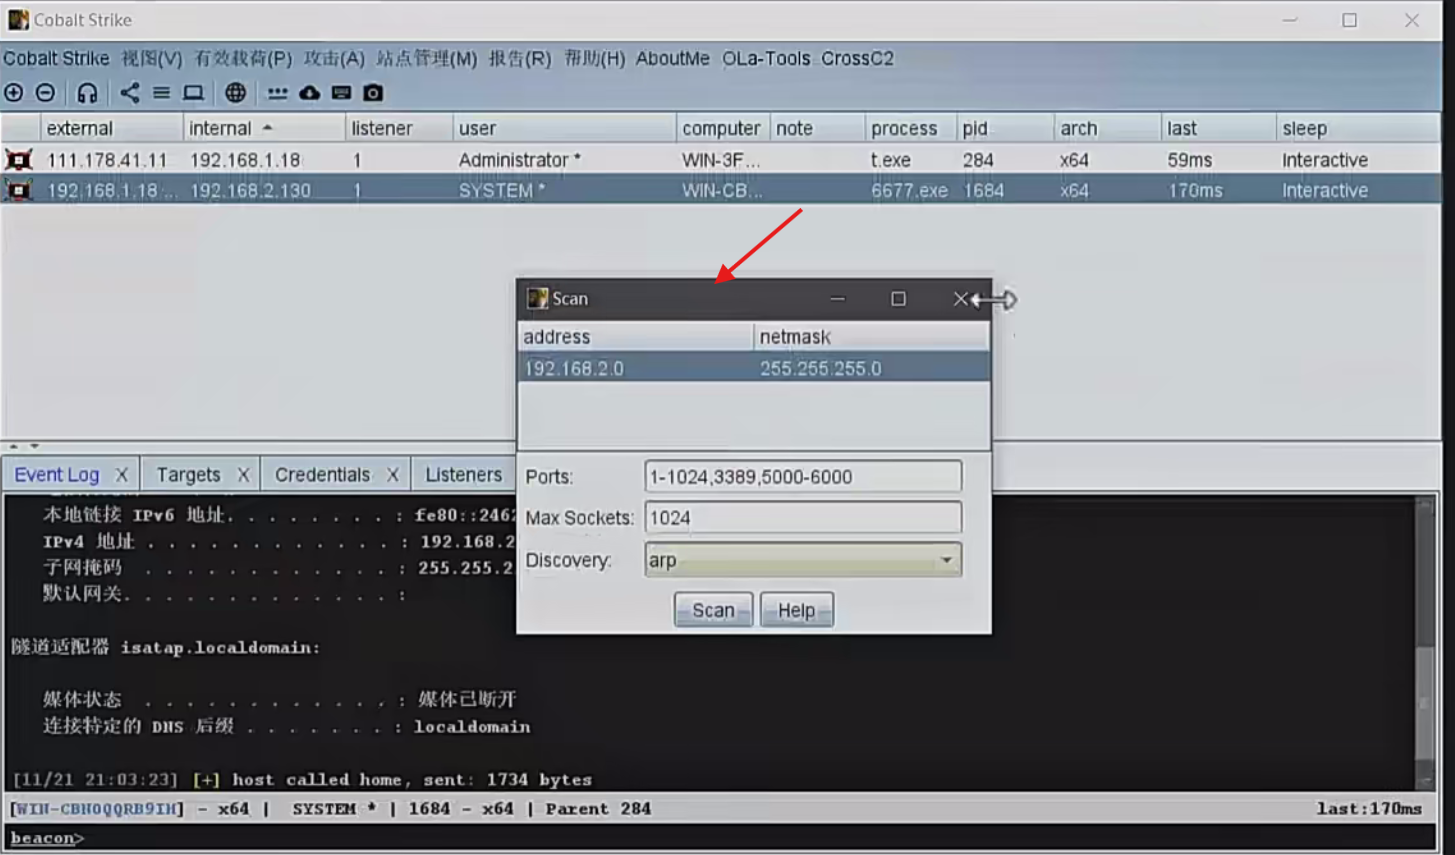 Cobalt Strike
Cobalt Strike 视图(V) 有效载荷(P) 攻击(A) 站点管理(M) 报告(R) 帮助(H) AboutMe OLa-Tools CrossC2
external internal listener user computer note process pid arch last sleep
111.178.41.11 192.168.1.18 1 Administrator * WIN-3F... t.exe 284 x64 59ms Interactive
192.168.1.18 ... 192.168.2.130 1 SYSTEM * WIN-CB... 6677.exe 1684 x64 170ms Interactive
Scan
address netmask
192.168.2.0 255.255.255.0
Ports: 1-1024,3389,5000-6000
Max Sockets: 1024
Discovery: arp
Scan Help
Event Log X Targets X Credentials X Listeners
本地链接 IPv6 地址. . . . . . . . : fe80::2462
IPv4 地址 . . . . . . . . . . . . : 192.168.2
子网掩码 . . . . . . . . . . . . : 255.255.2
默认网关. . . . . . . . . . . . . :
隧道适配器 isatap.localdomain:
媒体状态 . . . . . . . . . . . . : 媒体已断开
连接特定的 DNS 后缀 . . . . . . . : localdomain
[11/21 21:03:23] [+] host called home, sent: 1734 bytes
[WIN-CBNOQQRB9IH] - x64 | SYSTEM * | 1684 - x64 | Parent 284 last:170ms
beacon>